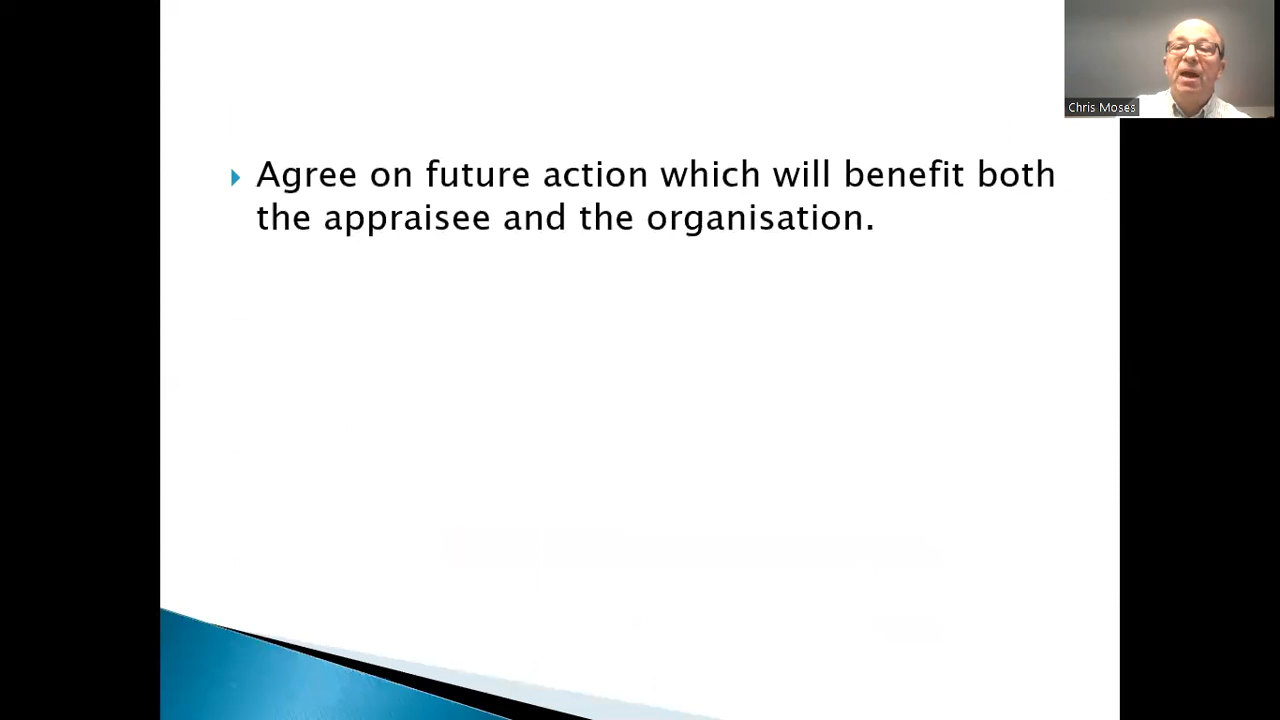 Chris Moses
Agree on future action which will benefit both
the appraisee and the organisation.